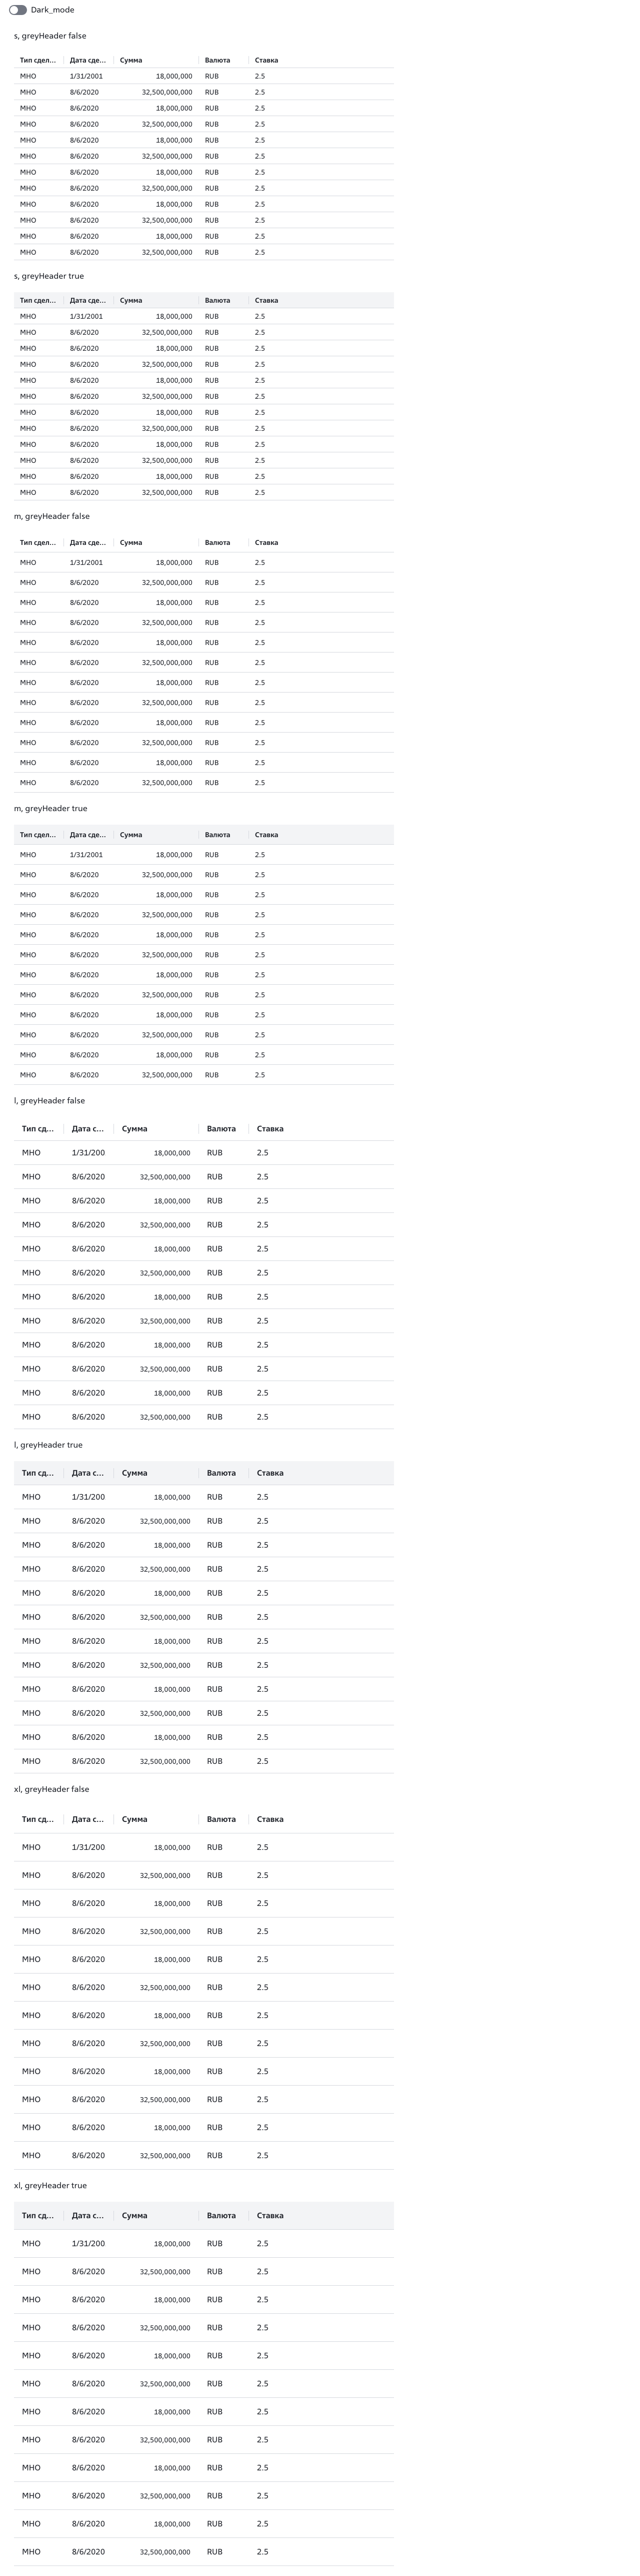 Dark_mode
s, greyHeader false
Тип сдел... Дата сде... Сумма Валюта Ставка
МНО 1/31/2001 18,000,000 RUB 2.5
МНО 8/6/2020 32,500,000,000 RUB 2.5
МНО 8/6/2020 18,000,000 RUB 2.5
МНО 8/6/2020 32,500,000,000 RUB 2.5
МНО 8/6/2020 18,000,000 RUB 2.5
МНО 8/6/2020 32,500,000,000 RUB 2.5
МНО 8/6/2020 18,000,000 RUB 2.5
МНО 8/6/2020 32,500,000,000 RUB 2.5
МНО 8/6/2020 18,000,000 RUB 2.5
МНО 8/6/2020 32,500,000,000 RUB 2.5
МНО 8/6/2020 18,000,000 RUB 2.5
МНО 8/6/2020 32,500,000,000 RUB 2.5
s, greyHeader true
Тип сдел... Дата сде... Сумма Валюта Ставка
МНО 1/31/2001 18,000,000 RUB 2.5
МНО 8/6/2020 32,500,000,000 RUB 2.5
МНО 8/6/2020 18,000,000 RUB 2.5
МНО 8/6/2020 32,500,000,000 RUB 2.5
МНО 8/6/2020 18,000,000 RUB 2.5
МНО 8/6/2020 32,500,000,000 RUB 2.5
МНО 8/6/2020 18,000,000 RUB 2.5
МНО 8/6/2020 32,500,000,000 RUB 2.5
МНО 8/6/2020 18,000,000 RUB 2.5
МНО 8/6/2020 32,500,000,000 RUB 2.5
МНО 8/6/2020 18,000,000 RUB 2.5
МНО 8/6/2020 32,500,000,000 RUB 2.5
m, greyHeader false
Тип сдел... Дата сде... Сумма Валюта Ставка
МНО 1/31/2001 18,000,000 RUB 2.5
МНО 8/6/2020 32,500,000,000 RUB 2.5
МНО 8/6/2020 18,000,000 RUB 2.5
МНО 8/6/2020 32,500,000,000 RUB 2.5
МНО 8/6/2020 18,000,000 RUB 2.5
МНО 8/6/2020 32,500,000,000 RUB 2.5
МНО 8/6/2020 18,000,000 RUB 2.5
МНО 8/6/2020 32,500,000,000 RUB 2.5
МНО 8/6/2020 18,000,000 RUB 2.5
МНО 8/6/2020 32,500,000,000 RUB 2.5
МНО 8/6/2020 18,000,000 RUB 2.5
МНО 8/6/2020 32,500,000,000 RUB 2.5
m, greyHeader true
Тип сдел... Дата сде... Сумма Валюта Ставка
МНО 1/31/2001 18,000,000 RUB 2.5
МНО 8/6/2020 32,500,000,000 RUB 2.5
МНО 8/6/2020 18,000,000 RUB 2.5
МНО 8/6/2020 32,500,000,000 RUB 2.5
МНО 8/6/2020 18,000,000 RUB 2.5
МНО 8/6/2020 32,500,000,000 RUB 2.5
МНО 8/6/2020 18,000,000 RUB 2.5
МНО 8/6/2020 32,500,000,000 RUB 2.5
МНО 8/6/2020 18,000,000 RUB 2.5
МНО 8/6/2020 32,500,000,000 RUB 2.5
МНО 8/6/2020 18,000,000 RUB 2.5
МНО 8/6/2020 32,500,000,000 RUB 2.5
l, greyHeader false
Тип сд... Дата с... Сумма Валюта Ставка
МНО 1/31/200 18,000,000 RUB 2.5
МНО 8/6/2020 32,500,000,000 RUB 2.5
МНО 8/6/2020 18,000,000 RUB 2.5
МНО 8/6/2020 32,500,000,000 RUB 2.5
МНО 8/6/2020 18,000,000 RUB 2.5
МНО 8/6/2020 32,500,000,000 RUB 2.5
МНО 8/6/2020 18,000,000 RUB 2.5
МНО 8/6/2020 32,500,000,000 RUB 2.5
МНО 8/6/2020 18,000,000 RUB 2.5
МНО 8/6/2020 32,500,000,000 RUB 2.5
МНО 8/6/2020 18,000,000 RUB 2.5
МНО 8/6/2020 32,500,000,000 RUB 2.5
l, greyHeader true
Тип сд... Дата с... Сумма Валюта Ставка
МНО 1/31/200 18,000,000 RUB 2.5
МНО 8/6/2020 32,500,000,000 RUB 2.5
МНО 8/6/2020 18,000,000 RUB 2.5
МНО 8/6/2020 32,500,000,000 RUB 2.5
МНО 8/6/2020 18,000,000 RUB 2.5
МНО 8/6/2020 32,500,000,000 RUB 2.5
МНО 8/6/2020 18,000,000 RUB 2.5
МНО 8/6/2020 32,500,000,000 RUB 2.5
МНО 8/6/2020 18,000,000 RUB 2.5
МНО 8/6/2020 32,500,000,000 RUB 2.5
МНО 8/6/2020 18,000,000 RUB 2.5
МНО 8/6/2020 32,500,000,000 RUB 2.5
xl, greyHeader false
Тип сд... Дата с... Сумма Валюта Ставка
МНО 1/31/200 18,000,000 RUB 2.5
МНО 8/6/2020 32,500,000,000 RUB 2.5
МНО 8/6/2020 18,000,000 RUB 2.5
МНО 8/6/2020 32,500,000,000 RUB 2.5
МНО 8/6/2020 18,000,000 RUB 2.5
МНО 8/6/2020 32,500,000,000 RUB 2.5
МНО 8/6/2020 18,000,000 RUB 2.5
МНО 8/6/2020 32,500,000,000 RUB 2.5
МНО 8/6/2020 18,000,000 RUB 2.5
МНО 8/6/2020 32,500,000,000 RUB 2.5
МНО 8/6/2020 18,000,000 RUB 2.5
МНО 8/6/2020 32,500,000,000 RUB 2.5
xl, greyHeader true
Тип сд... Дата с... Сумма Валюта Ставка
МНО 1/31/200 18,000,000 RUB 2.5
МНО 8/6/2020 32,500,000,000 RUB 2.5
МНО 8/6/2020 18,000,000 RUB 2.5
МНО 8/6/2020 32,500,000,000 RUB 2.5
МНО 8/6/2020 18,000,000 RUB 2.5
МНО 8/6/2020 32,500,000,000 RUB 2.5
МНО 8/6/2020 18,000,000 RUB 2.5
МНО 8/6/2020 32,500,000,000 RUB 2.5
МНО 8/6/2020 18,000,000 RUB 2.5
МНО 8/6/2020 32,500,000,000 RUB 2.5
МНО 8/6/2020 18,000,000 RUB 2.5
МНО 8/6/2020 32,500,000,000 RUB 2.5